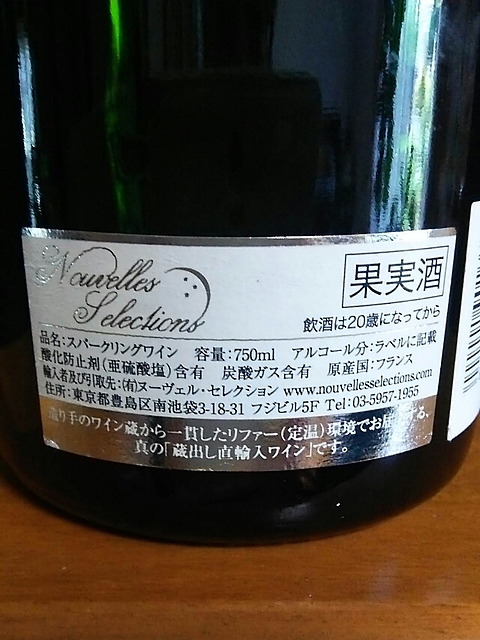 Nouvelles
Selections
果実酒
飲酒は20歳になってから
品名:スパークリングワイン 容量:750ml アルコール分:ラベルに記載
酸化防止剤(亜硫酸塩)含有 炭酸ガス含有 原産国:フランス
輸入者及び引取先:(有)ヌーヴェル・セレクション www.nouvellesselections.com
住所:東京都豊島区南池袋3-18-31 フジビル5F Tel:03-5957-1955
造り手のワイン蔵から一貫したリファー(定温)環境でお届けする、
真の「蔵出し直輸入ワイン」です。